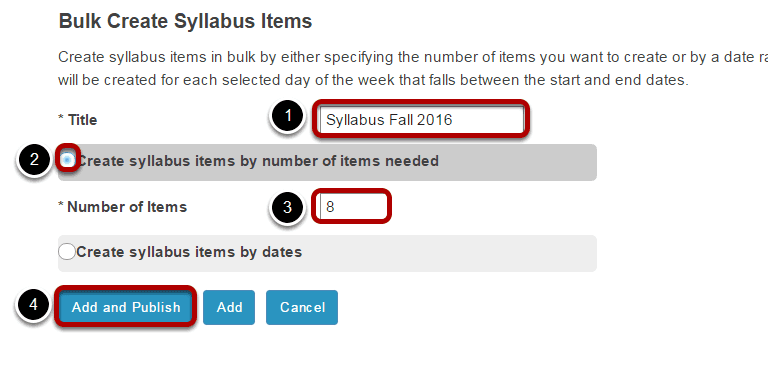 Bulk Create Syllabus Items
Create syllabus items in bulk by either specifying the number of items you want to create or by a date
will be created for each selected day of the week that falls between the start and end dates.
* Title 1 Syllabus Fall 2016
2 Create syllabus items by number of items needed
* Number of Items 3 8
Create syllabus items by dates
4 Add and Publish Add Cancel